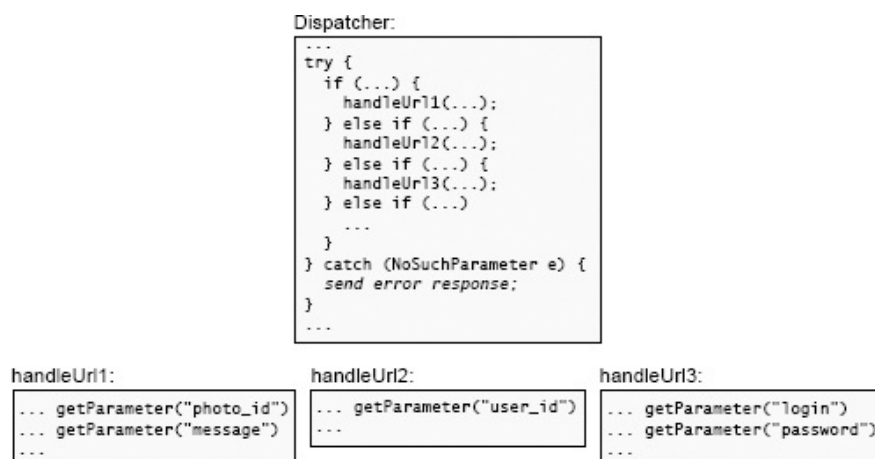 Dispatcher:
...
try {
  if (...) {
    handleUrl1(...);
  } else if (...) {
    handleUrl2(...);
  } else if (...) {
    handleUrl3(...);
  } else if (...)
    ...
  }
} catch (NoSuchParameter e) {
  send error response;
}
...
handleUrl1:
... getParameter("photo_id")
... getParameter("message")
...
handleUrl2:
... getParameter("user_id")
...
handleUrl3:
... getParameter("login")
... getParameter("password")
...